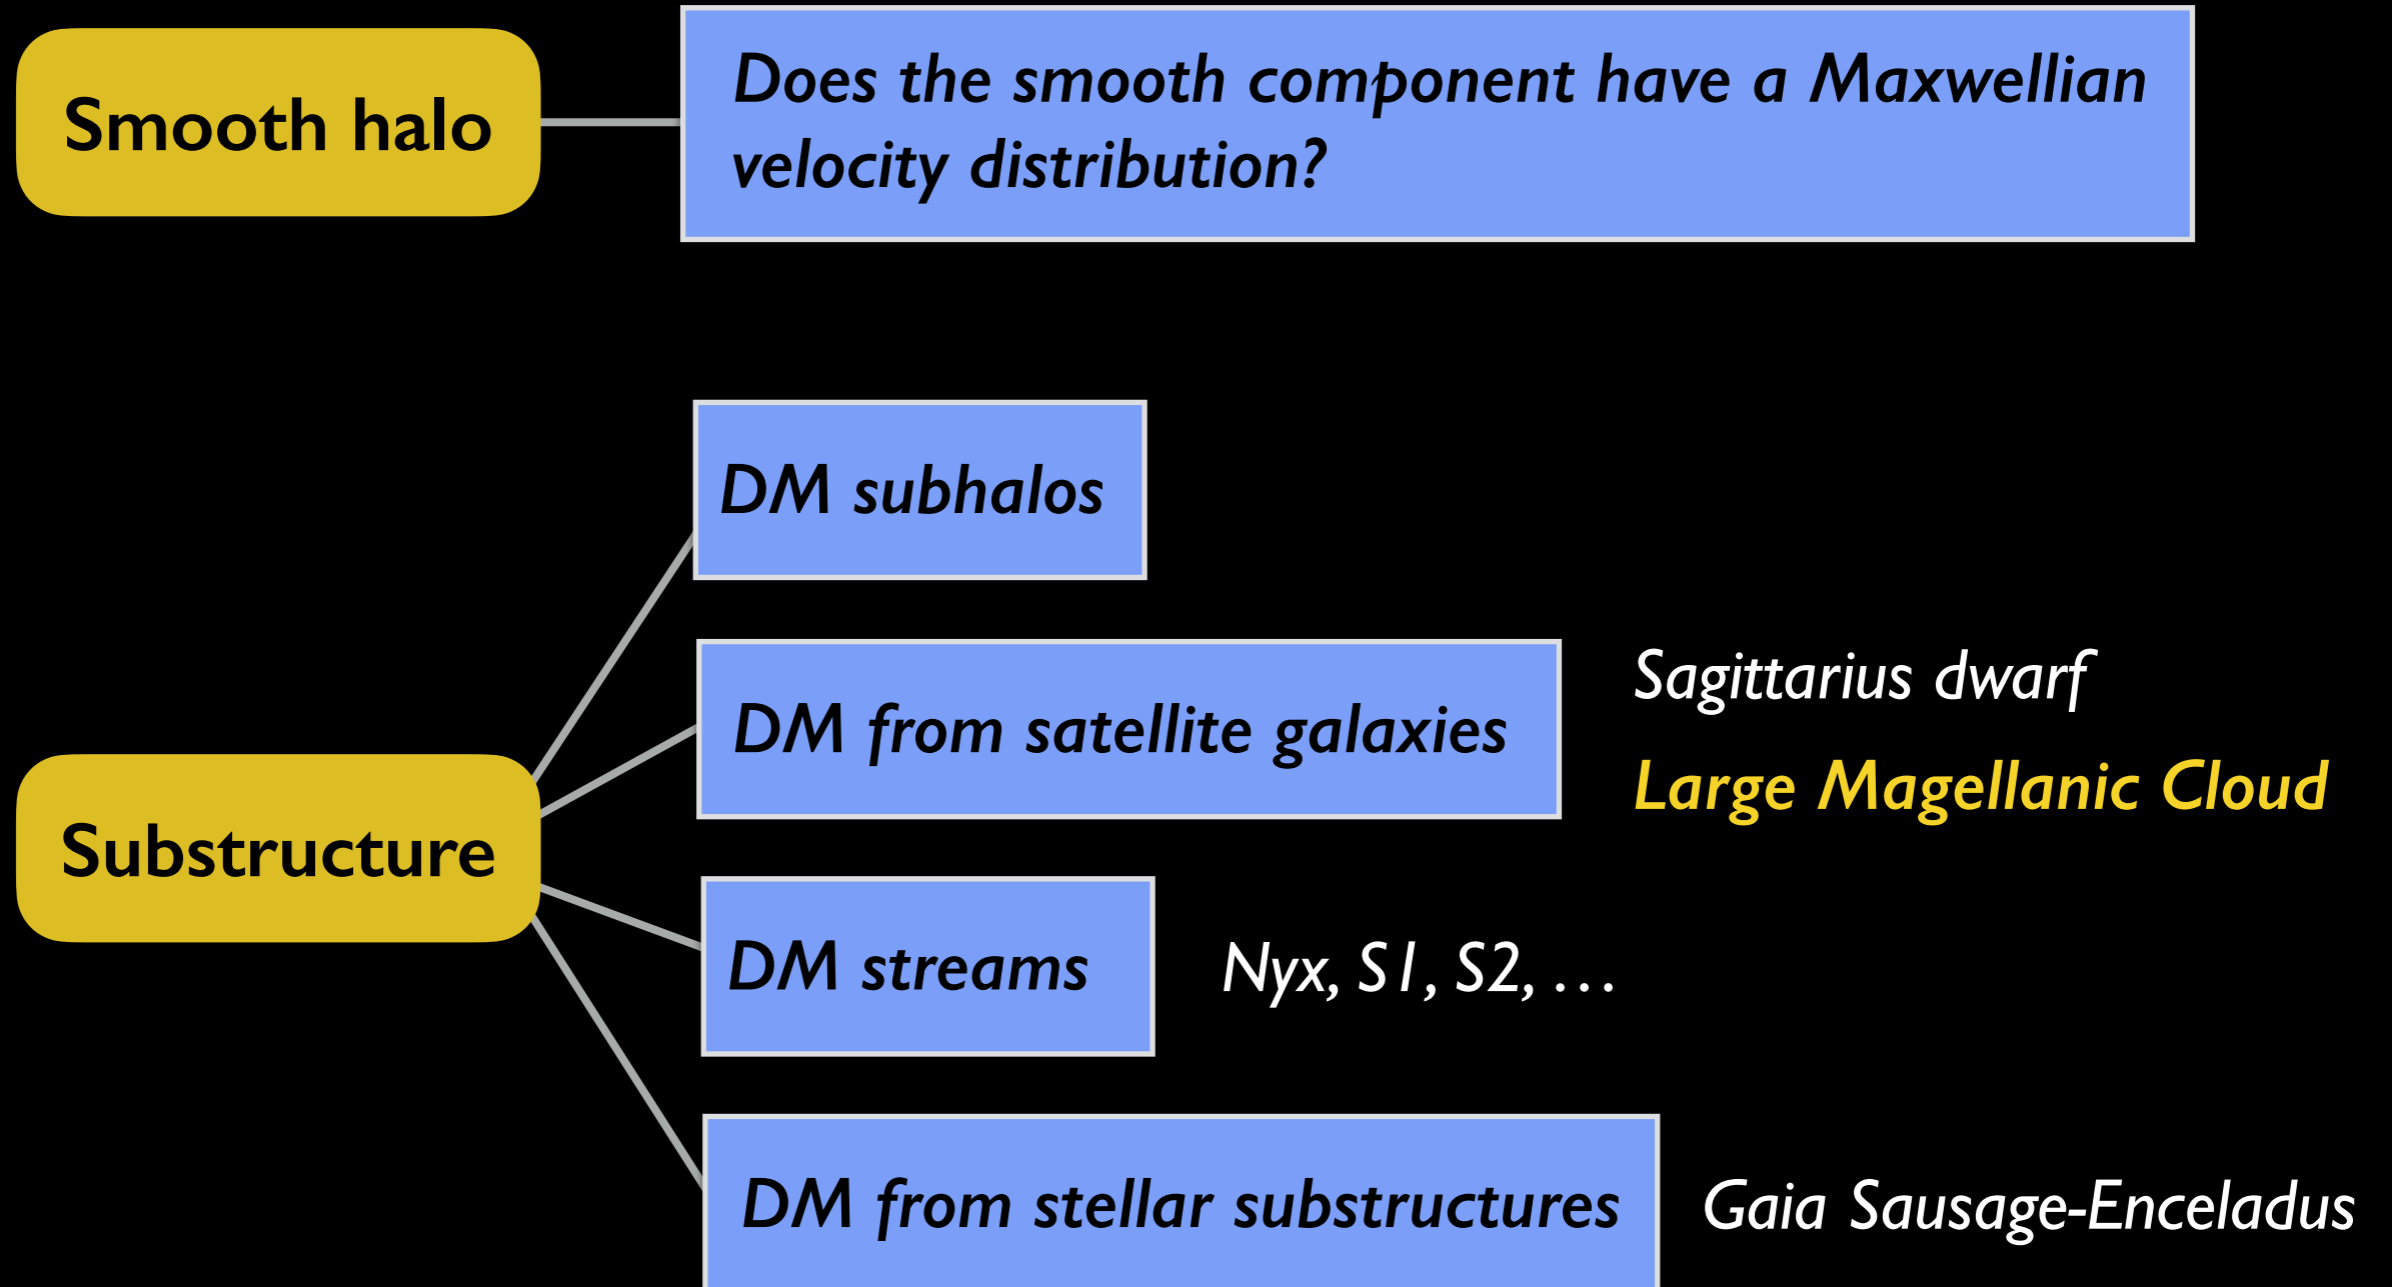 Smooth halo
Does the smooth component have a Maxwellian
velocity distribution?
DM subhalos
Substructure
DM from satellite galaxies
Sagittarius dwarf
Large Magellanic Cloud
DM streams
Nyx, S1, S2, …
DM from stellar substructures
Gaia Sausage-Enceladus